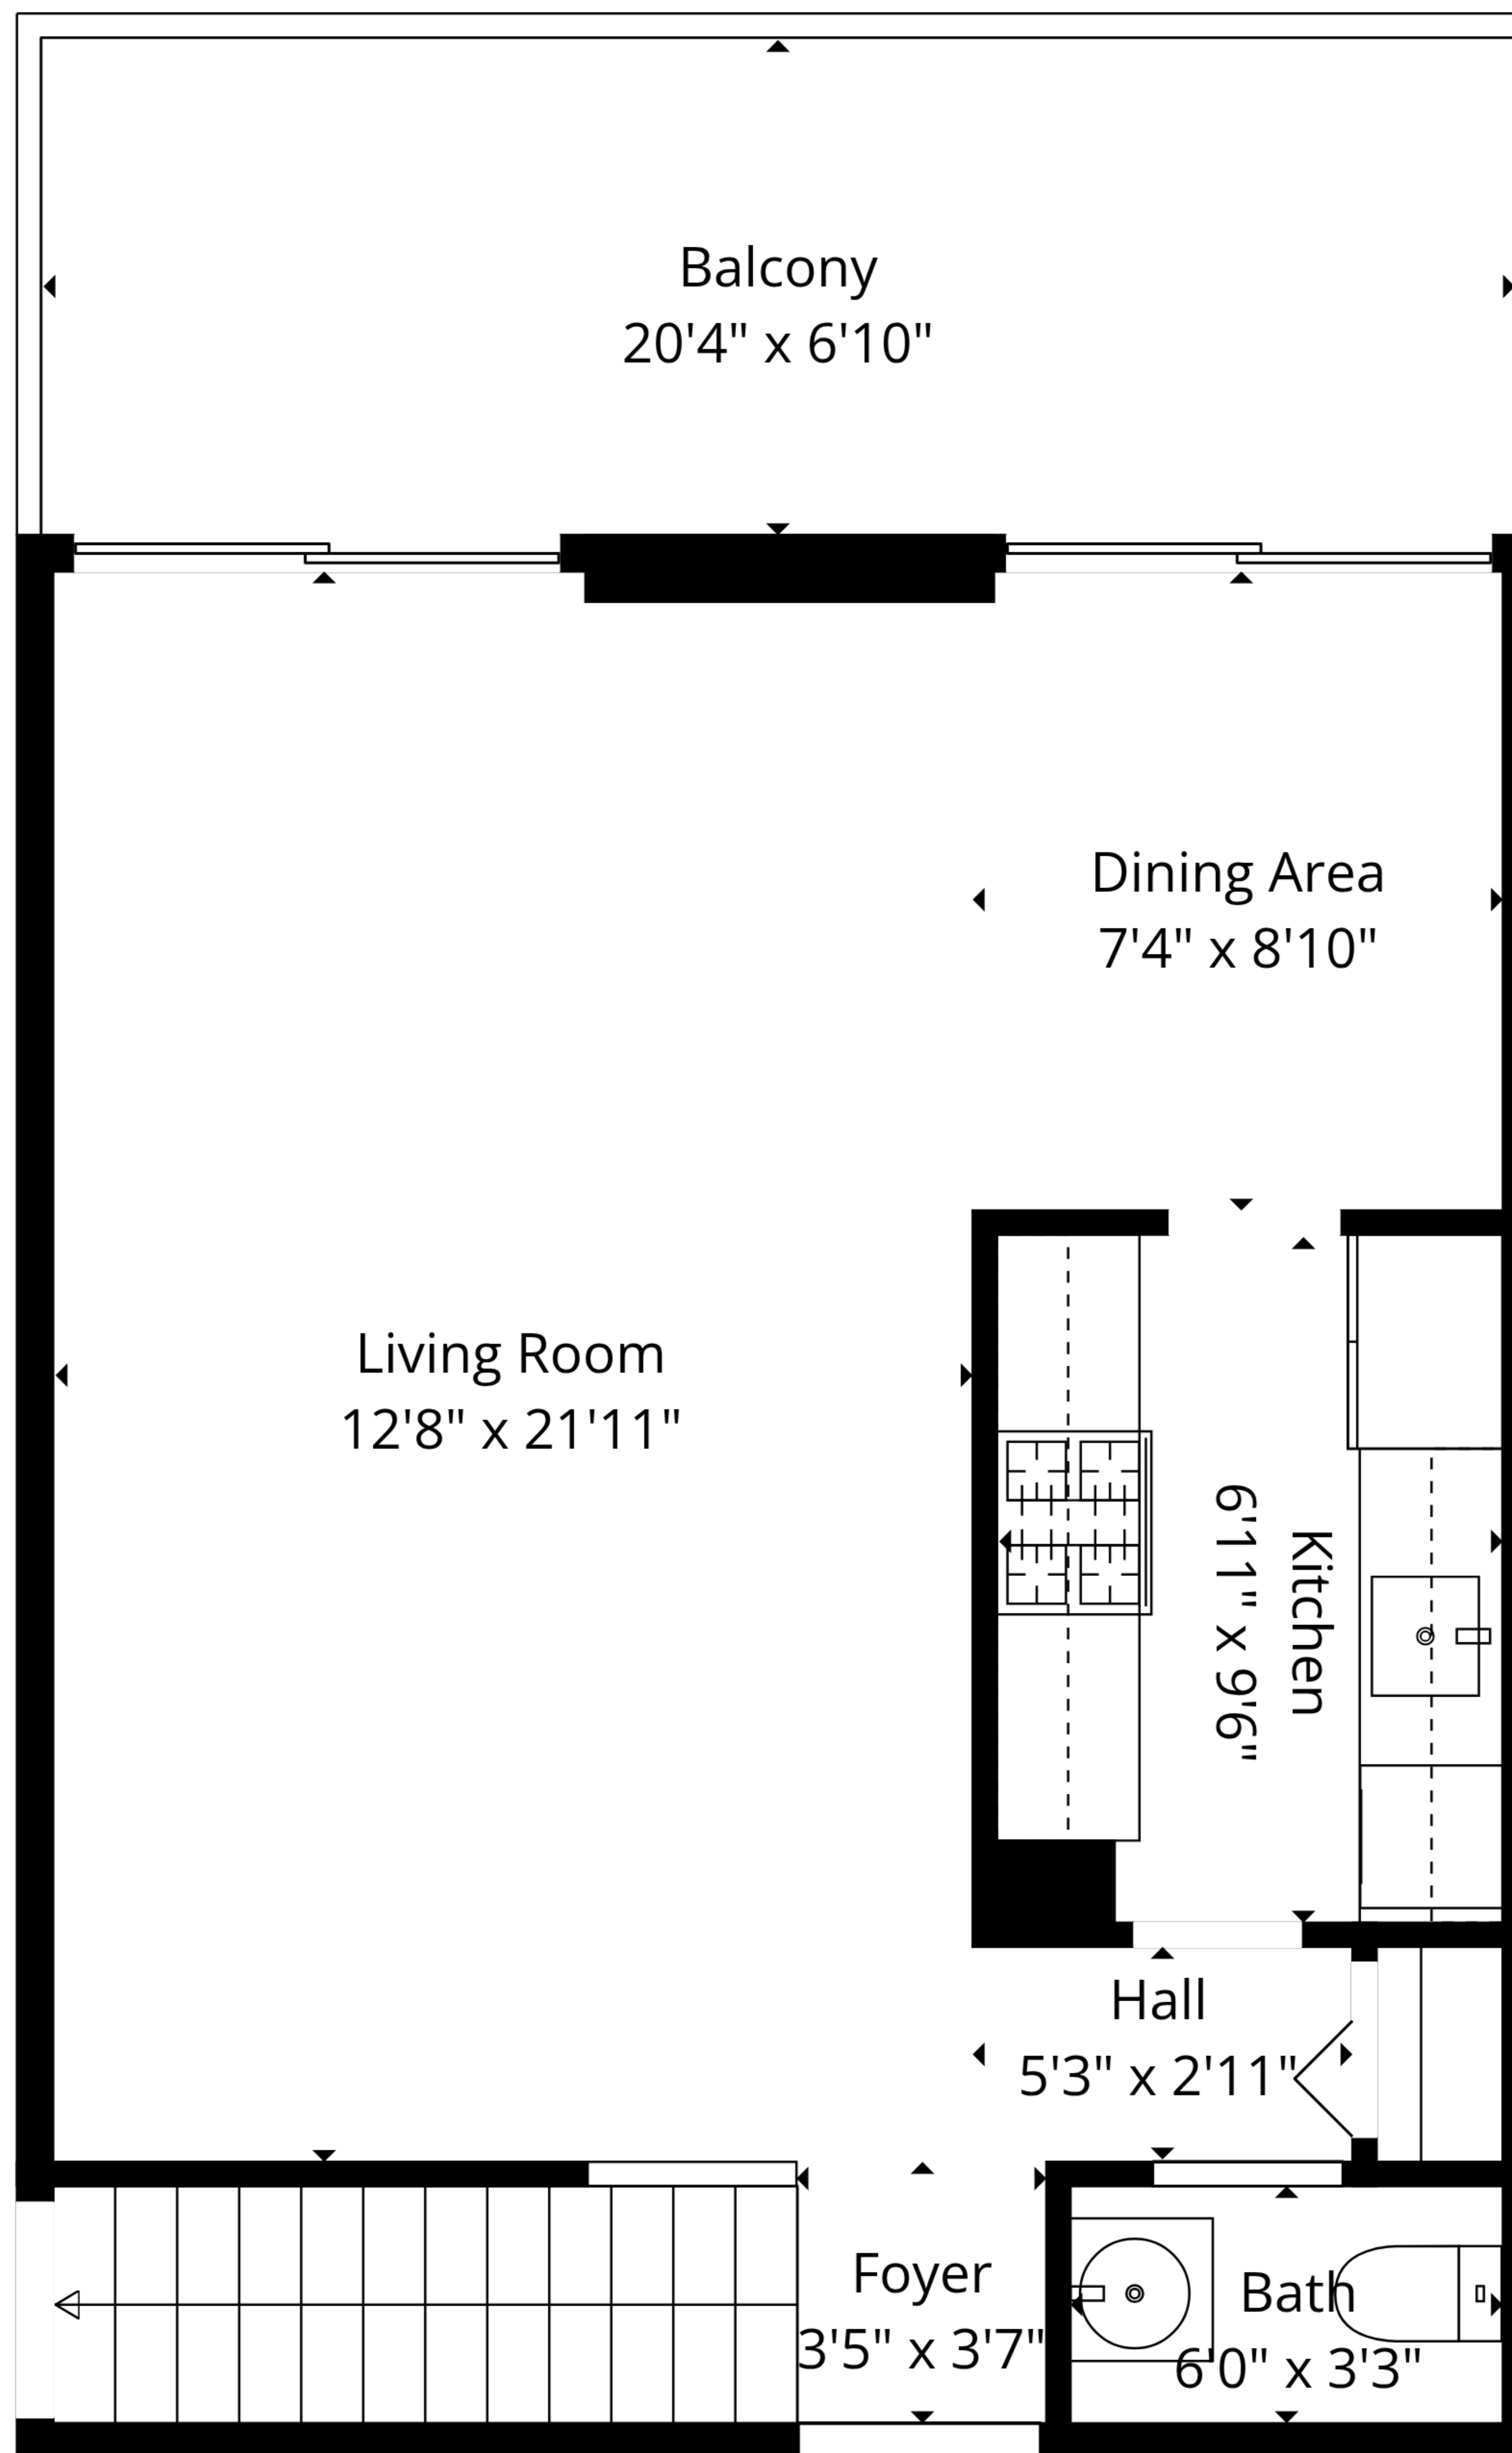 Balcony
20'4" x 6'10"
Dining Area
7'4" x 8'10"
Living Room
12'8" x 21'11"
Kitchen
6'11" x 9'6"
Hall
5'3" x 2'11"
Foyer
3'5" x 3'7"
Bath
6'0" x 3'3"